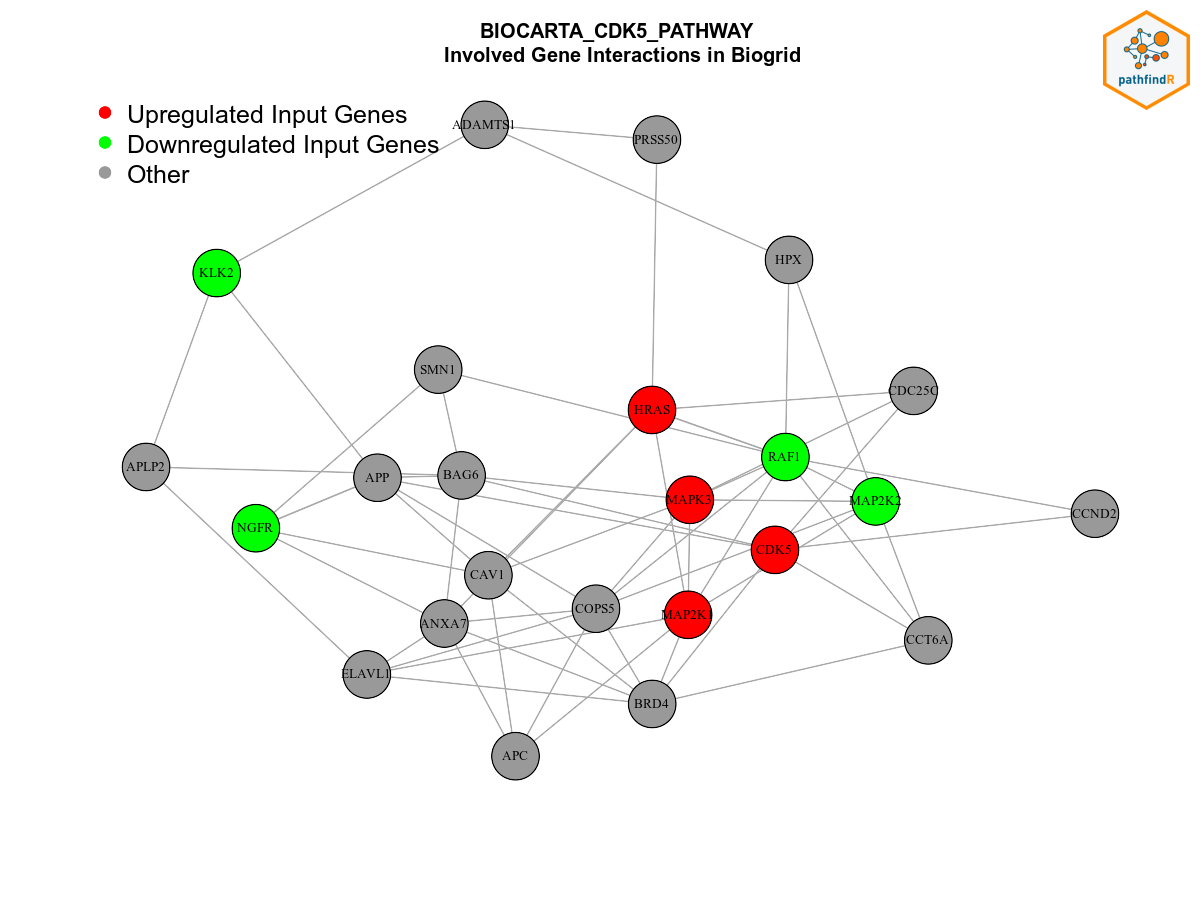 BIOCARTA_CDK5_PATHWAY
Involved Gene Interactions in Biogrid
pathfindR
Upregulated Input Genes
Downregulated Input Genes
Other
ADAMTS1
PRSS50
HPX
KLK2
SMN1
CDC25C
HRAS
RAF1
APLP2
APP
BAG6
MAPK3
MAP2K2
CCND2
NGFR
CDK5
CAV1
COPS5
MAP2K1
ANXA7
CCT6A
ELAVL1
BRD4
APC